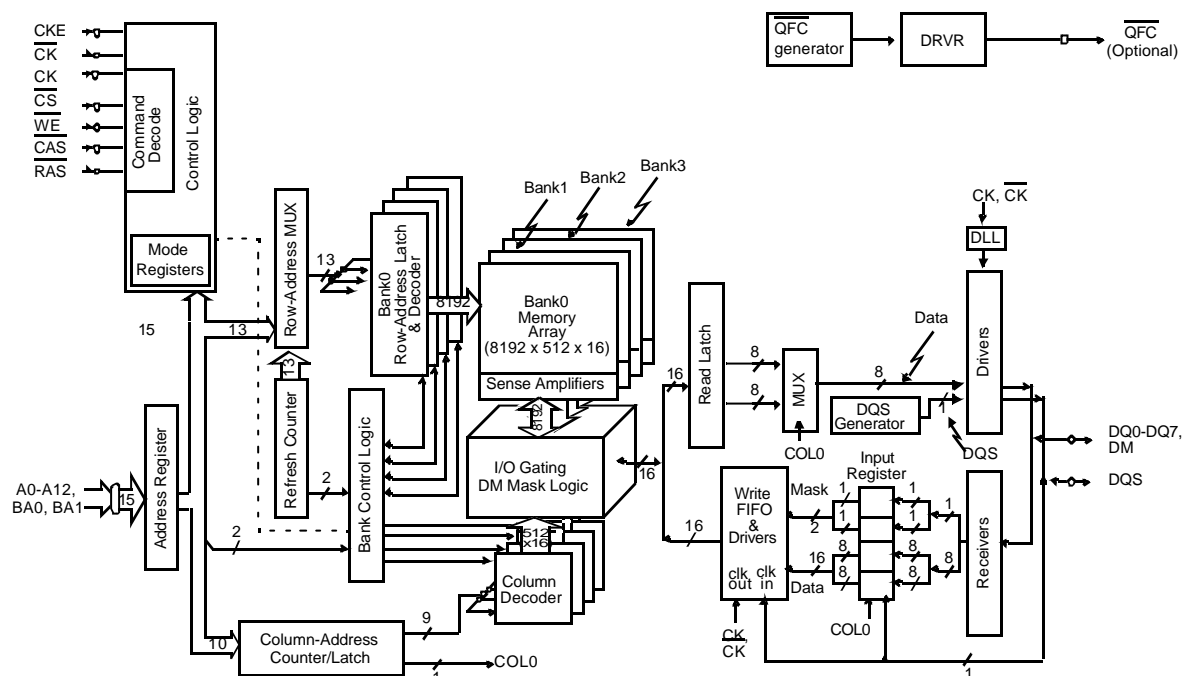 CKE
CK
CK
CS
WE
CAS
RAS
Command
Decode
Control Logic
Mode
Registers
QFC
generator
DRVR
QFC
(Optional)
Row-Address MUX
13
Bank0
Row-Address Latch
& Decoder
8192
Bank1
Bank2
Bank3
Bank0
Memory
Array
(8192 x 512 x 16)
Sense Amplifiers
8192
15
13
13
Refresh Counter
2
Bank Control Logic
I/O Gating
DM Mask Logic
16
16
16
Read Latch
8
8
MUX
COL0
8
Data
DQS
Generator
1
DQS
CK, CK
DLL
Drivers
DQ0-DQ7,
DM
DQS
A0-A12,
BA0, BA1
15
Address Register
2
512
x16
Column
Decoder
10
Column-Address
Counter/Latch
9
1
COL0
Write
FIFO
&
Drivers
clk
out
clk
in
CK,
CK
Mask
2
16
Data
Input
Register
1
1
8
8
1
1
8
8
1
8
COL0
Receivers
1